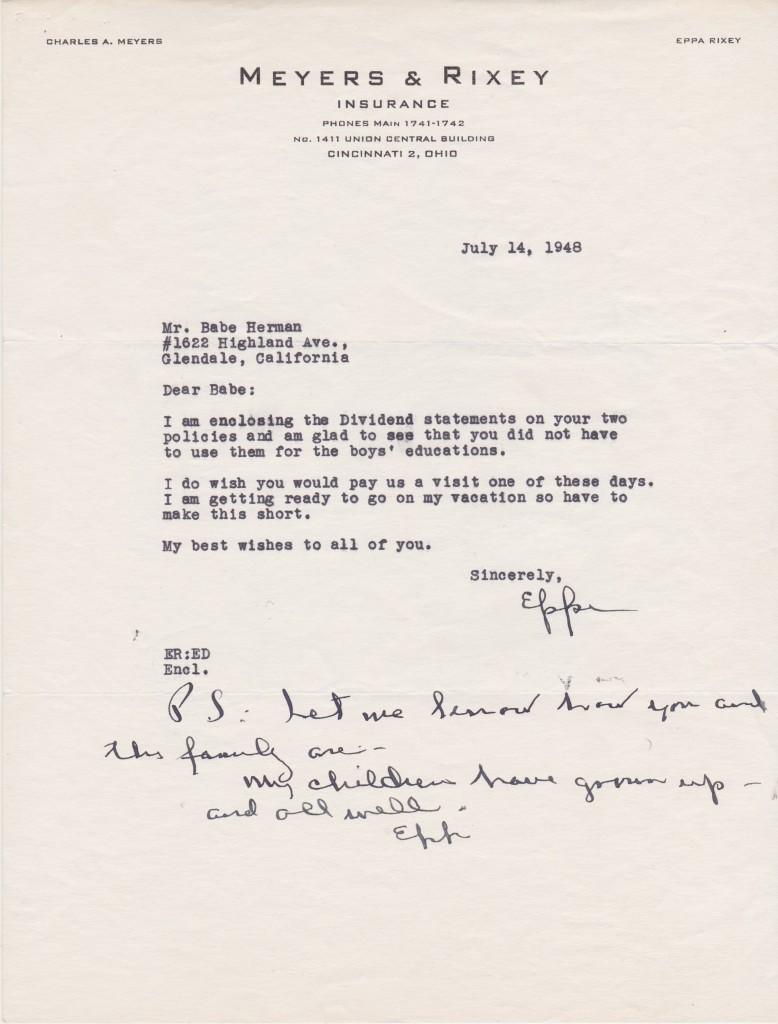 CHARLES A. MEYERS
EPPA RIXEY
MEYERS & RIXEY
INSURANCE
PHONES MAIN 1741-1742
NO. 1411 UNION CENTRAL BUILDING
CINCINNATI 2, OHIO
July 14, 1948
Mr. Babe Herman
#1622 Highland Ave.,
Glendale, California
Dear Babe:
I am enclosing the Dividend statements on your two
policies and am glad to see that you did not have
to use them for the boys' educations.
I do wish you would pay us a visit one of these days.
I am getting ready to go on my vacation so have to
make this short.
My best wishes to all of you.
Sincerely,
Eppa
ER:ED
Encl.
P S: Let me know how you and
the family are -
My children have grown up -
and all well.
Epp